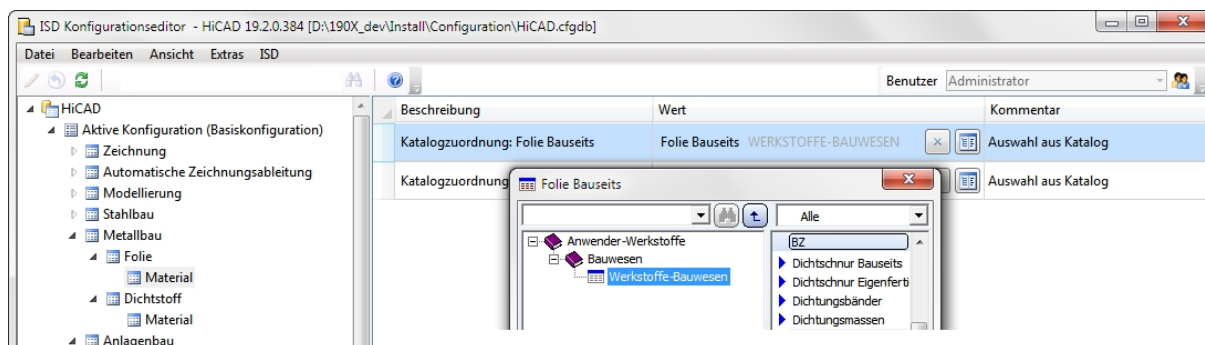 ISD Konfigurationseditor - HiCAD 19.2.0.384 [D:\190X_dev\Install\Configuration\HiCAD.cfgdb]
Datei Bearbeiten Ansicht Extras ISD
Benutzer Administrator
HiCAD
Aktive Konfiguration (Basiskonfiguration)
Zeichnung
Automatische Zeichnungsableitung
Modellierung
Stahlbau
Metallbau
Folie
Material
Dichtstoff
Material
Anlagenbau
Beschreibung Wert Kommentar
Katalogzuordnung: Folie Bauseits Folie Bauseits WERKSTOFFE-BAUWESEN Auswahl aus Katalog
Katalogzuordnung Auswahl aus Katalog
Folie Bauseits
Alle
Anwender-Werkstoffe
Bauwesen
Werkstoffe-Bauwesen
BZ
Dichtschnur Bauseits
Dichtschnur Eigenferti
Dichtungsbänder
Dichtungsmassen